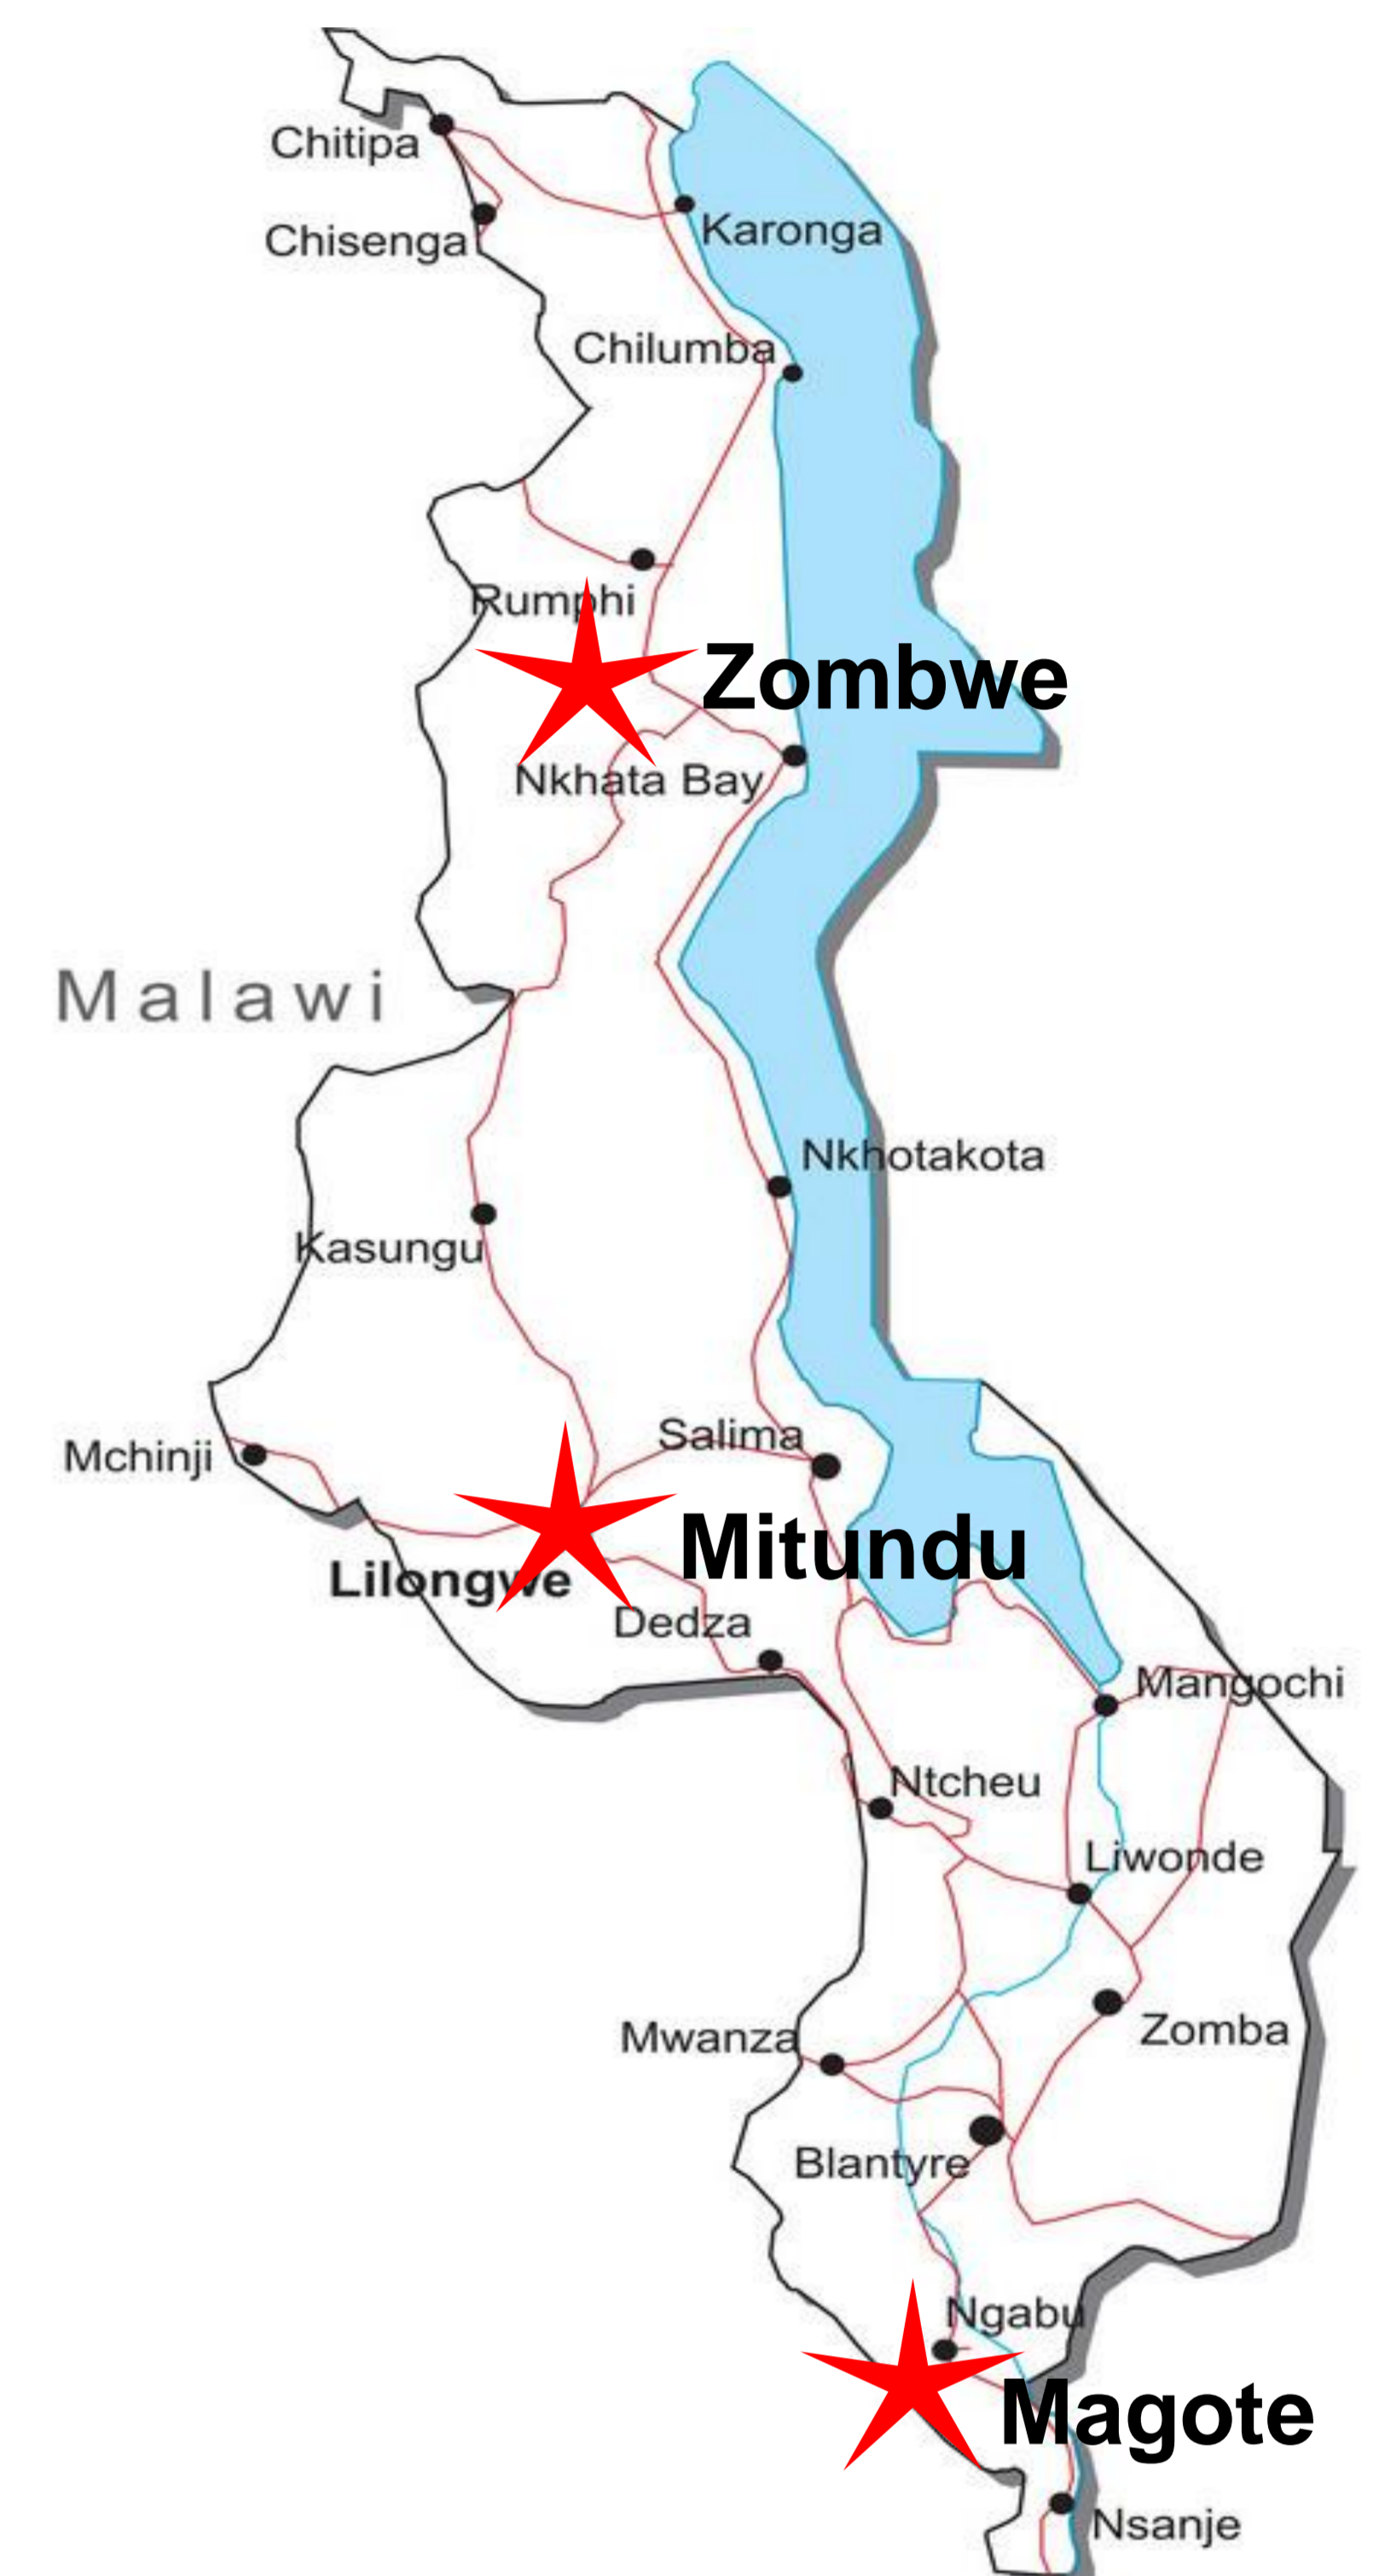 Chitipa
Karonga
Chisenga
Chilumba
Rumphi
Zombwe
Nkhata Bay
Malawi
Nkhotakota
Kasungu
Salima
Mchinji
Mitundu
Lilongwe
Dedza
Mangochi
Ntcheu
Liwonde
Zomba
Mwanza
Blantyre
Ngabu
Magote
Nsanje